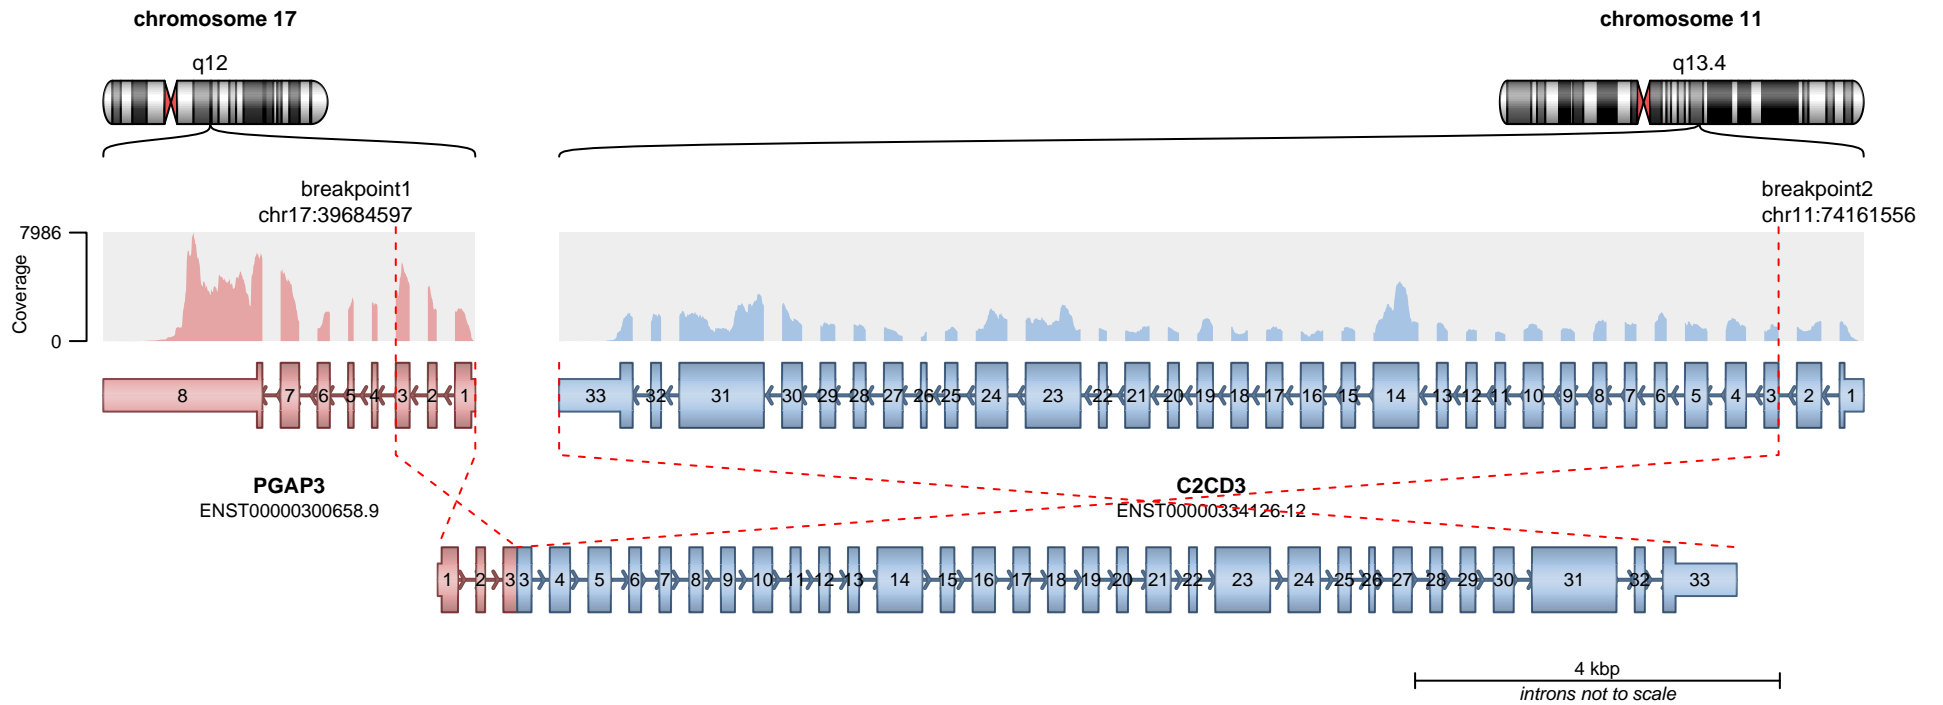 chromosome 17
chromosome 11
q12
q13.4
breakpoint1
chr17:39684597
breakpoint2
chr11:74161556
7986
Coverage
0
8 7 6 5 4 3 2 1
33 32 31 30 29 28 27 26 25 24 23 22 21 20 19 18 17 16 15 14 13 12 11 10 9 8 7 6 5 4 3 2 1
PGAP3
ENST00000300658.9
C2CD3
ENST00000334126.12
1 2 3 3 4 5 6 7 8 9 10 11 12 13 14 15 16 17 18 19 20 21 22 23 24 25 26 27 28 29 30 31 32 33
4 kbp
introns not to scale